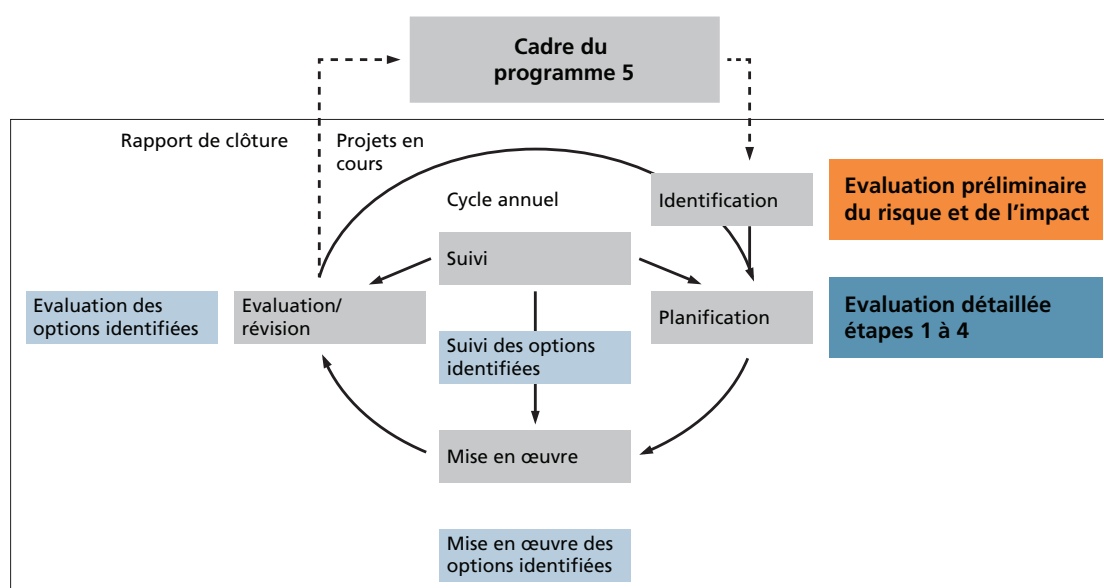 Cadre du
programme 5
Rapport de clôture
Projets en
cours
Cycle annuel
Identification
Evaluation préliminaire
du risque et de l’impact
Suivi
Evaluation des
options identifiées
Evaluation/
révision
Planification
Evaluation détaillée
étapes 1 à 4
Suivi des options
identifiées
Mise en œuvre
Mise en œuvre des
options identifiées